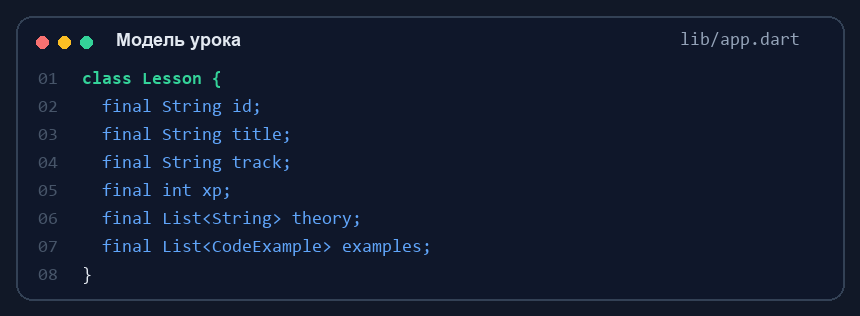 Модель урока
lib/app.dart
01 class Lesson {
02   final String id;
03   final String title;
04   final String track;
05   final int xp;
06   final List<String> theory;
07   final List<CodeExample> examples;
08 }